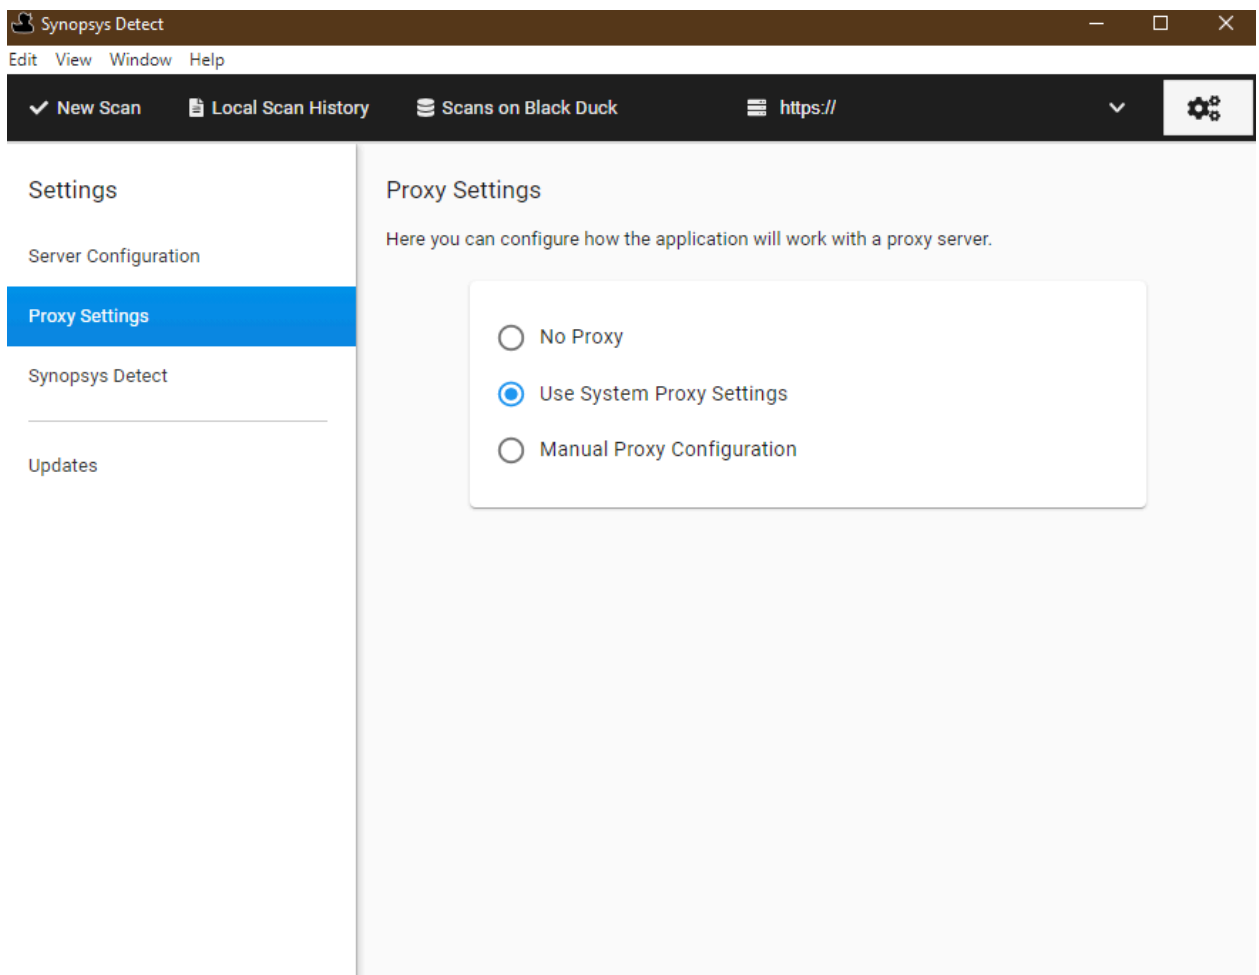 Synopsys Detect
Edit View Window Help
New Scan Local Scan History Scans on Black Duck https://
Settings
Server Configuration
Proxy Settings
Synopsys Detect
Updates
Proxy Settings
Here you can configure how the application will work with a proxy server.
No Proxy
Use System Proxy Settings
Manual Proxy Configuration